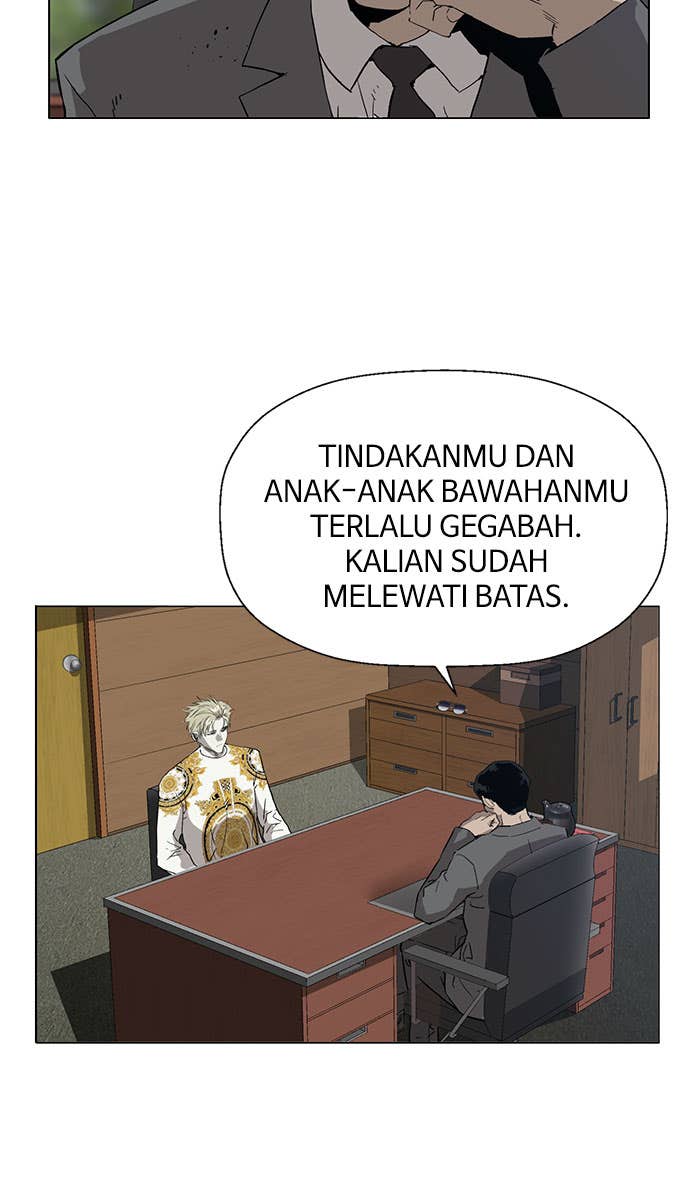 TINDAKANMU DAN
ANAK-ANAK BAWAHANMU
TERLALU GEGABAH.
KALIAN SUDAH
MELEWATI BATAS.